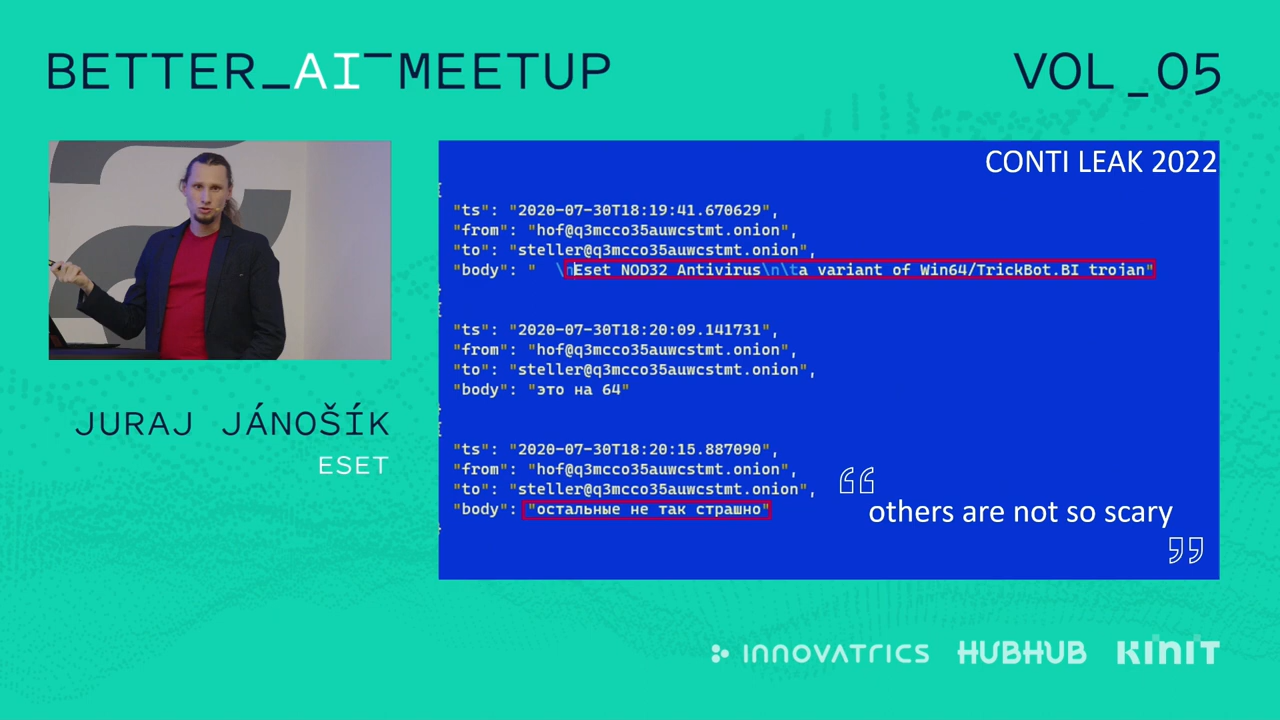 BETTER_AI¯MEETUP
VOL_05
CONTI LEAK 2022
{
"ts": "2020-07-30T18:19:41.670629",
"from": "hof@q3mcco35auwcstmt.onion",
"to": "steller@q3mcco35auwcstmt.onion",
"body": "  \nEset NOD32 Antivirus\n\ta variant of Win64/TrickBot.BI trojan"
}
{
"ts": "2020-07-30T18:20:09.141731",
"from": "hof@q3mcco35auwcstmt.onion",
"to": "steller@q3mcco35auwcstmt.onion",
"body": "это на 64"
}
{
"ts": "2020-07-30T18:20:15.887090",
"from": "hof@q3mcco35auwcstmt.onion",
"to": "steller@q3mcco35auwcstmt.onion",
"body": "остальные не так страшно"
}
“
others are not so scary
”
JURAJ JÁNOŠÍK
ESET
INNOVATRICS HUBHUB KINIT